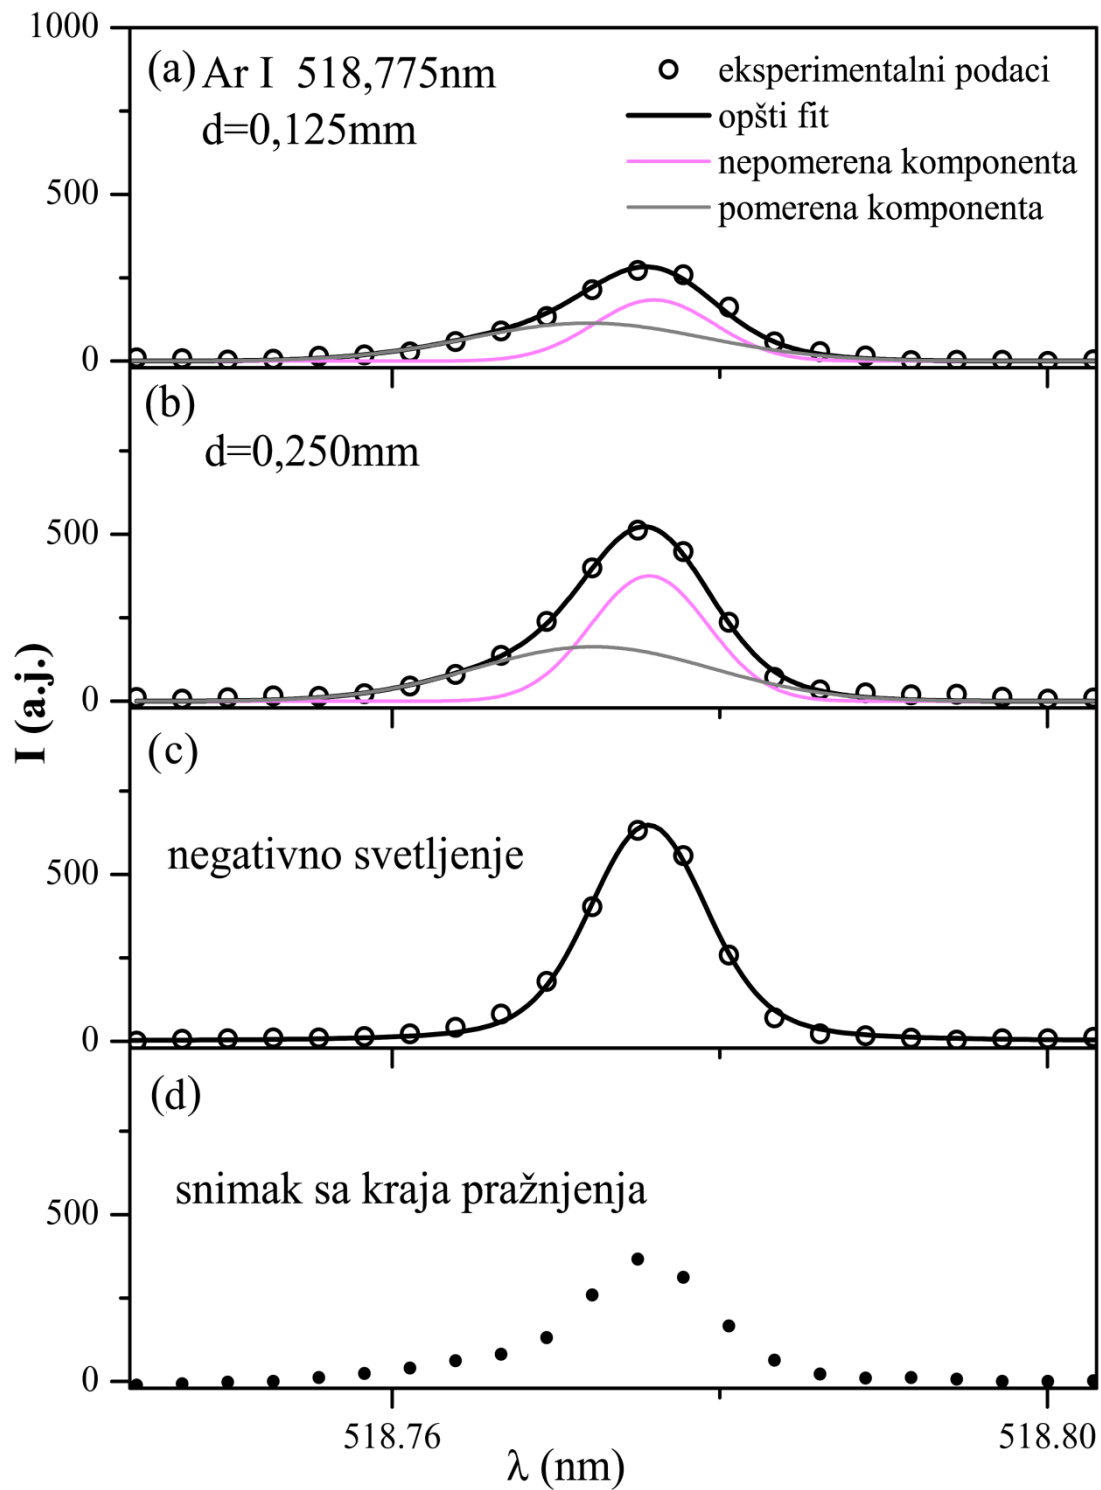 1000
(a) Ar I 518,775nm
d=0,125mm
eksperimentalni podaci
opšti fit
nepomerena komponenta
pomerena komponenta
500
0
(b)
d=0,250mm
500
0
I (a.j.)
(c)
negativno svetljenje
500
0
(d)
snimak sa kraja pražnjenja
500
0
518.76
518.80
λ (nm)